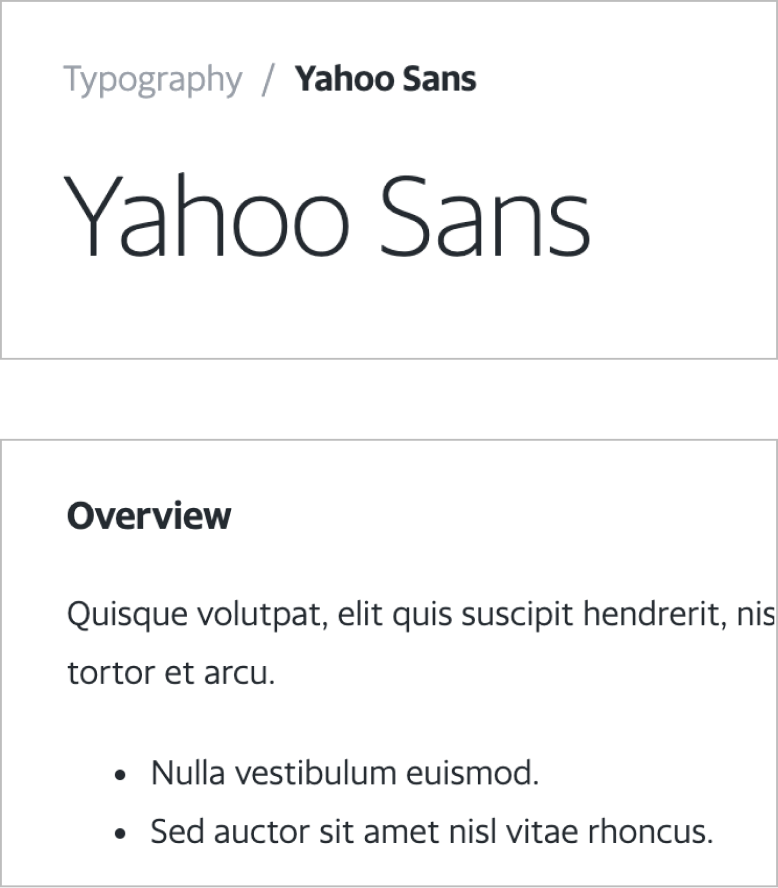 Typography / Yahoo Sans
Yahoo Sans
Overview
Quisque volutpat, elit quis suscipit hendrerit, nis
tortor et arcu.
• Nulla vestibulum euismod.
• Sed auctor sit amet nisl vitae rhoncus.